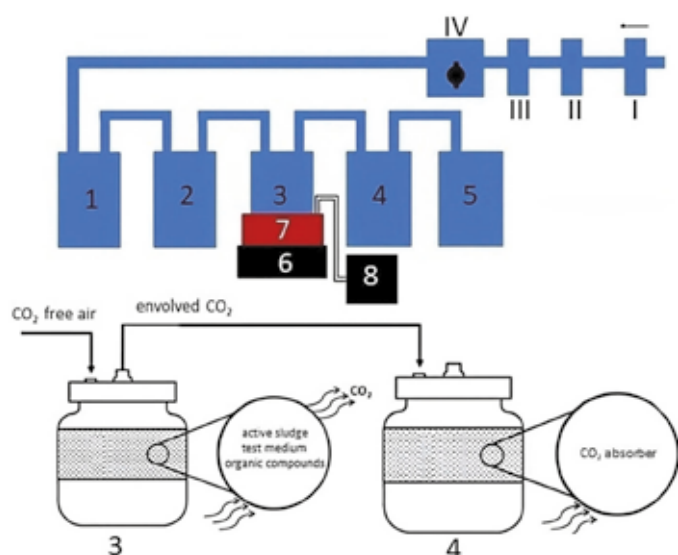 IV
III II I
1 2 3 4 5
7
6 8
CO₂ free air
envolved CO₂
CO₂
active sludge
test medium
organic compounds
CO₂ absorber
3 4